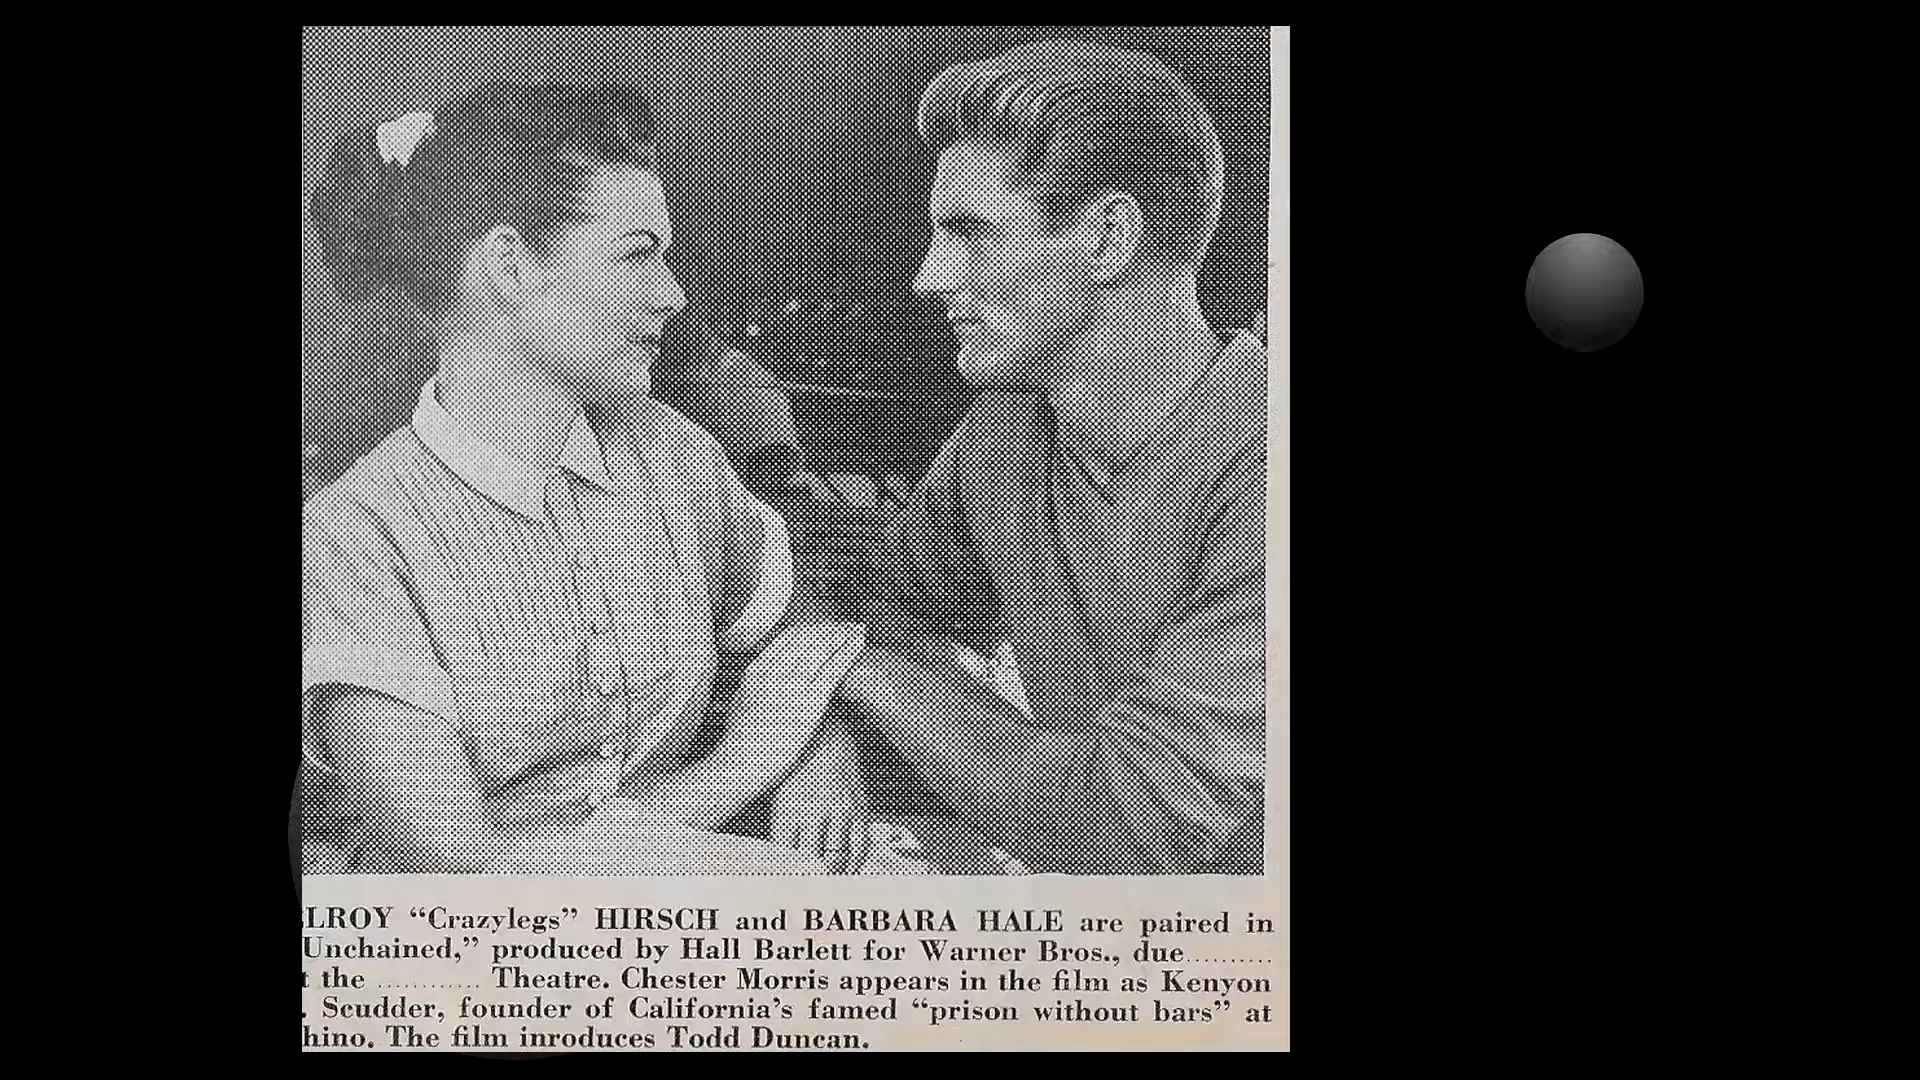 LROY “Crazylegs” HIRSCH and BARBARA HALE are paired in
Unchained,” produced by Hall Barlett for Warner Bros., due..........
t the ............ Theatre. Chester Morris appears in the film as Kenyon
. Scudder, founder of California’s famed “prison without bars” at
hino. The film inroduces Todd Duncan.